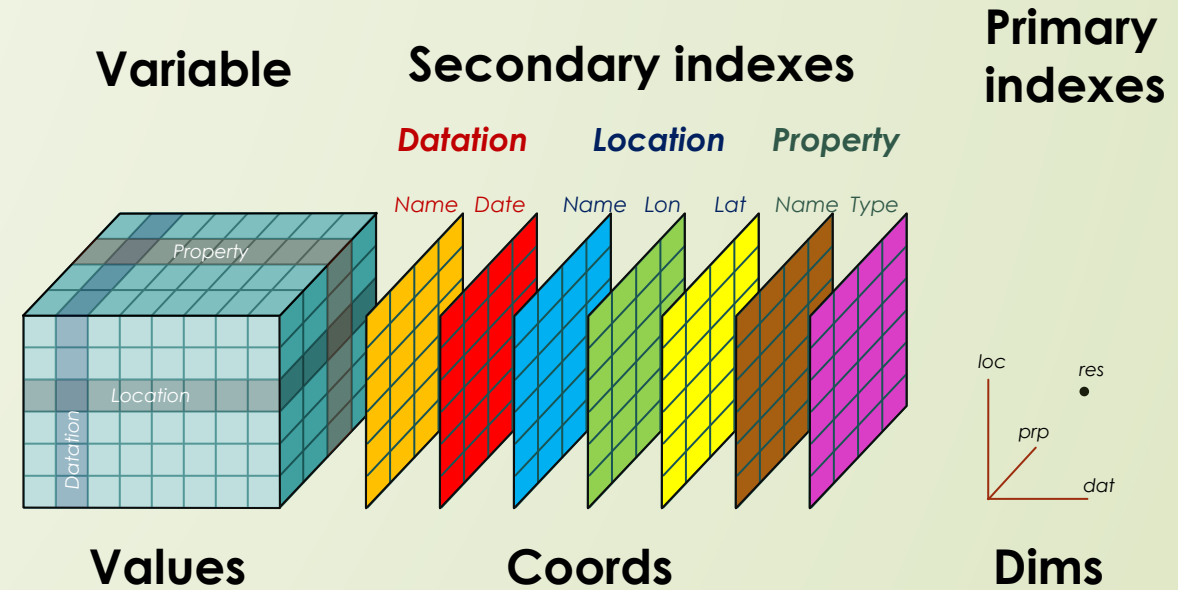 Variable
Secondary indexes
Primary
indexes
Datation
Location
Property
Name
Date
Name
Lon
Lat
Name
Type
Property
Location
Datation
loc
res
prp
dat
Values
Coords
Dims